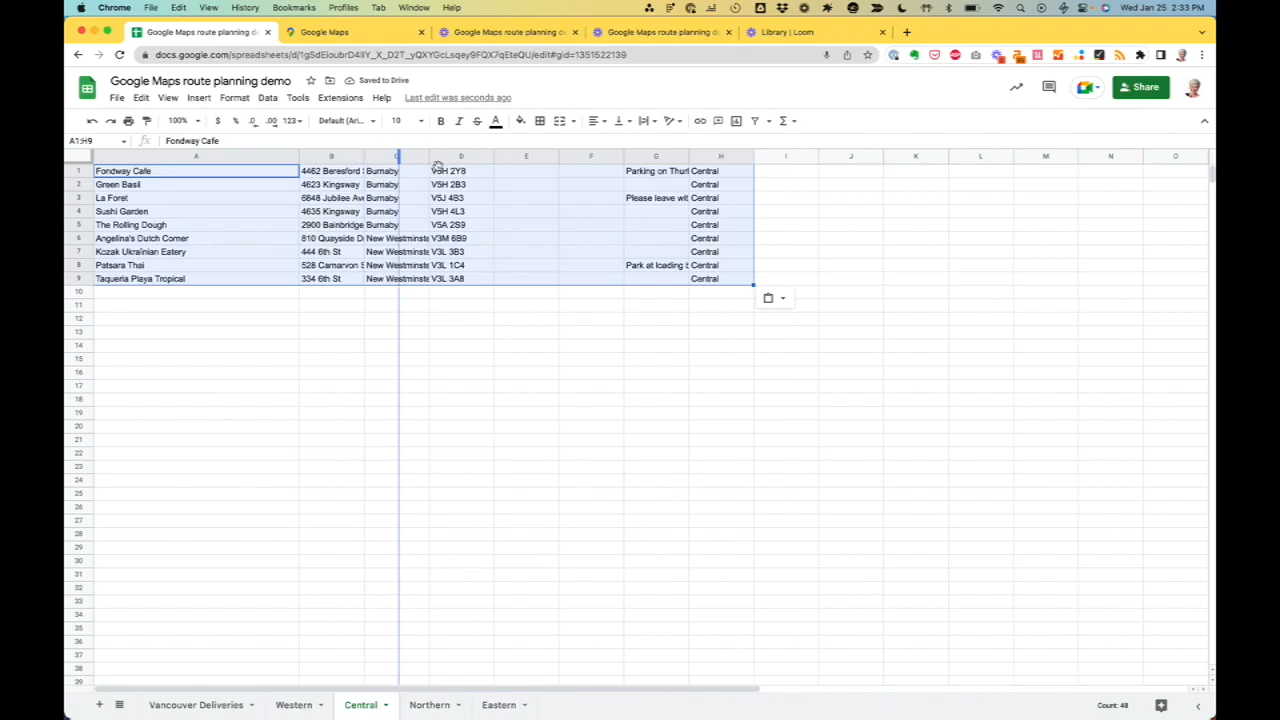 Chrome File Edit View History Bookmarks Profiles Tab Window Help Wed Jan 25 2:33 PM
Google Maps route planning de Google Maps Google Maps route planning de Google Maps route planning de Library | Loom
Google Maps route planning demo Saved to Drive
File Edit View Insert Format Data Tools Extensions Help Last edit was seconds ago Share
100% $ % .0 .00 123 Default (Ari... 10 B I S A
A1:H9 fx Fondway Cafe
A B C D E F G H I J K L M N O
1 Fondway Cafe 4462 Beresford Burnaby V5H 2Y8 Parking on Thurl Central
2 Green Basil 4623 Kingsway Burnaby V5H 2B3 Central
3 La Foret 6848 Jubilee Ave Burnaby V5J 4B3 Please leave wit Central
4 Sushi Garden 4635 Kingsway Burnaby V5H 4L3 Central
5 The Rolling Dough 2900 Bainbridge Burnaby V5A 2S9 Central
6 Angelina's Dutch Corner 810 Quayside D New Westminste V3M 6B9 Central
7 Kozak Ukrainian Eatery 444 6th St New Westminste V3L 3B3 Central
8 Patsara Thai 528 Carnarvon S New Westminste V3L 1C4 Park at loading b Central
9 Taqueria Playa Tropical 334 6th St New Westminste V3L 3A8 Central
10
11
12
13
14
15
16
17
18
19
20
21
22
23
24
25
26
27
28
29
30
31
32
33
34
35
36
37
38
39
Vancouver Deliveries Western Central Northern Eastern Count: 48